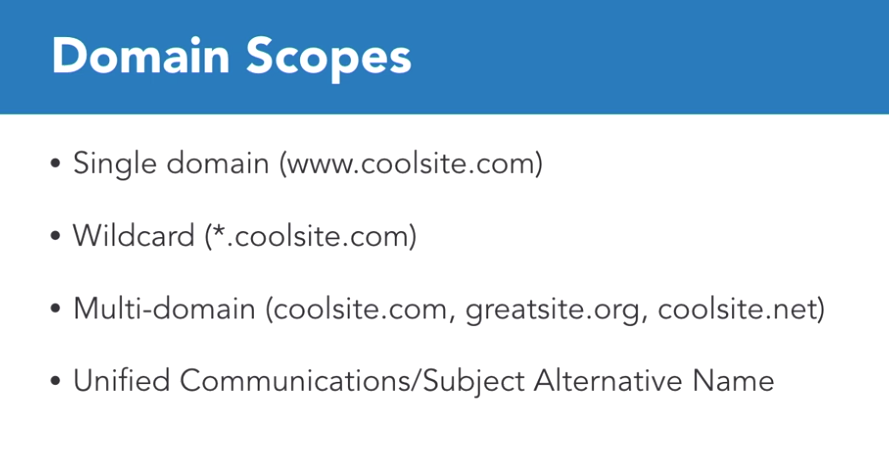 Domain Scopes
• Single domain (www.coolsite.com)
• Wildcard (*.coolsite.com)
• Multi-domain (coolsite.com, greatsite.org, coolsite.net)
• Unified Communications/Subject Alternative Name